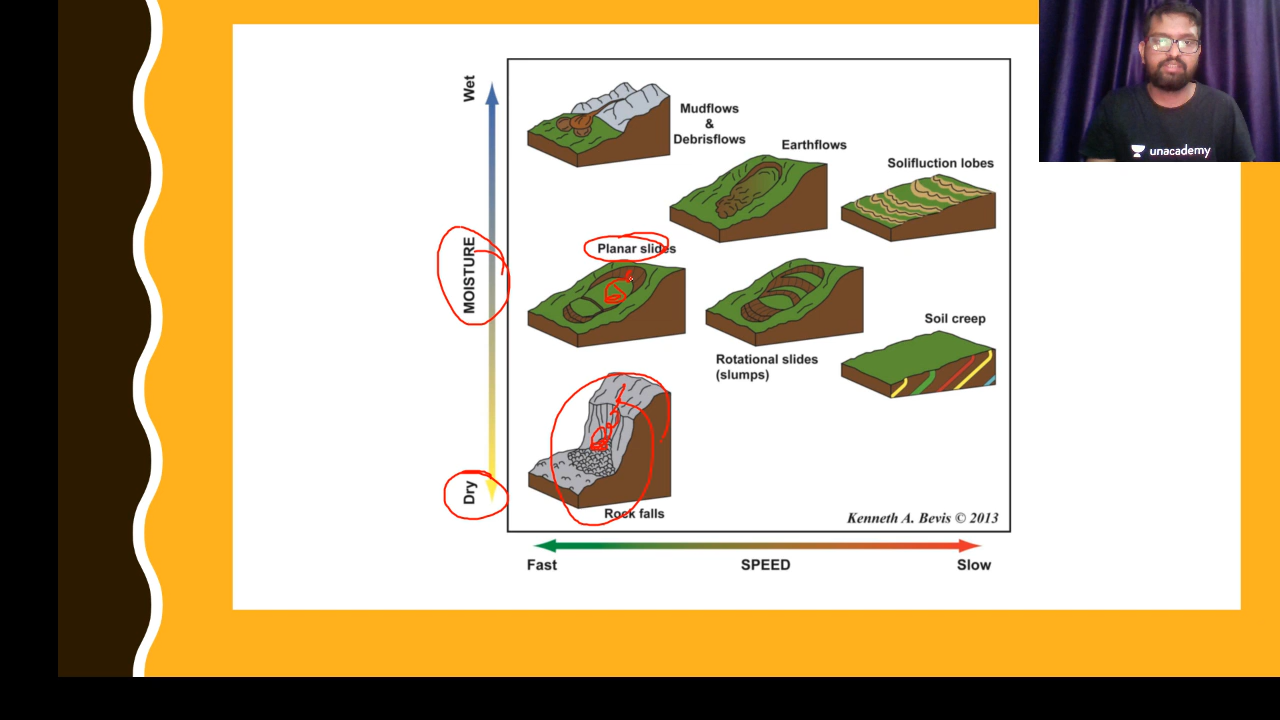 unacademy
Wet
MOISTURE
Dry
Mudflows
&
Debrisflows
Earthflows
Solifluction lobes
Planar slides
Rotational slides
(slumps)
Soil creep
Rock falls
Kenneth A. Bevis © 2013
Fast
SPEED
Slow